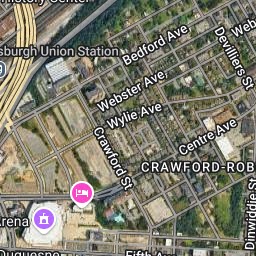 History Center
sburgh Union Station
Bedford Ave
Webster Ave
Web
Devilliers St
Wylie Ave
Crawford St
Centre Ave
CRAWFORD-ROB
Arena
Duquesne
Fifth A
Dinwiddie St